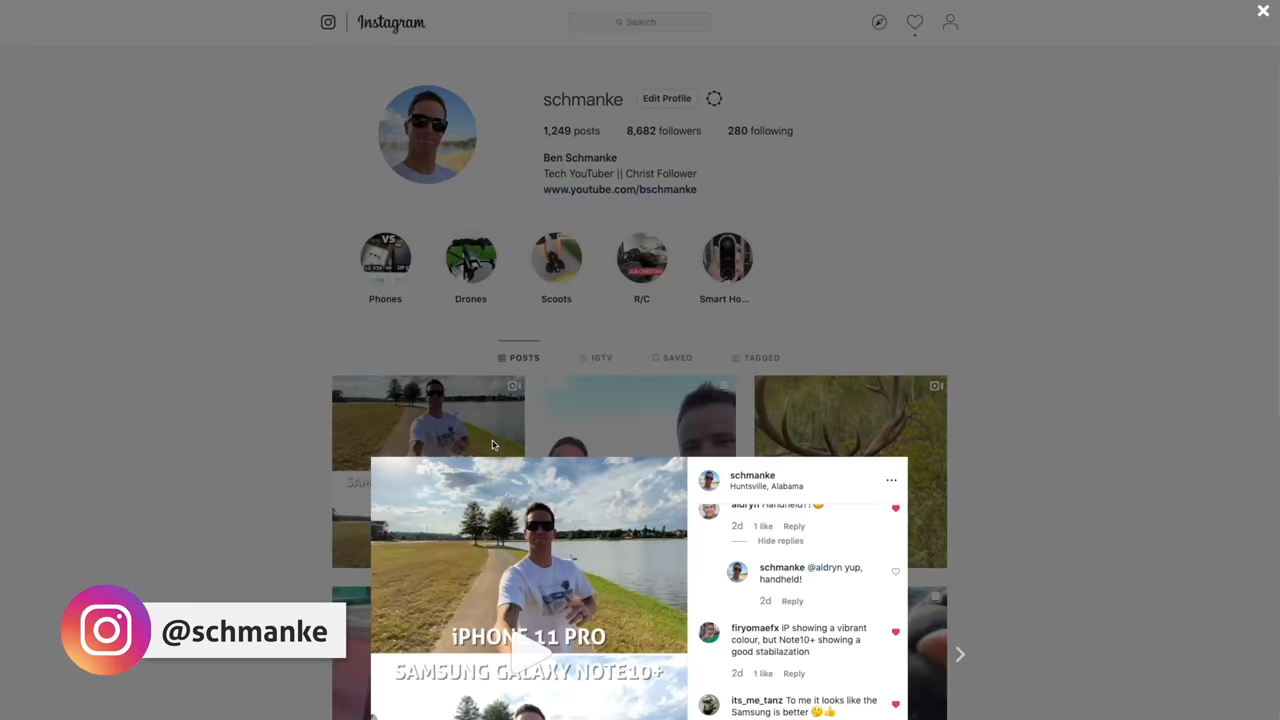 Instagram
Search
schmanke
Edit Profile
1,249 posts
8,682 followers
280 following
Ben Schmanke
Tech YouTuber || Christ Follower
www.youtube.com/bschmanke
VS
Phones
Drones
Scoots
R/C
Smart Ho...
POSTS
IGTV
SAVED
TAGGED
schmanke
Huntsville, Alabama
aldryn Handheld??
2d 1 like Reply
Hide replies
schmanke @aldryn yup,
handheld!
2d Reply
firyomaefx iP showing a vibrant
colour, but Note10+ showing a
good stabilazation
2d 1 like Reply
its_me_tanz To me it looks like the
Samsung is better 🤔👍
iPHONE 11 PRO
SAMSUNG GALAXY NOTE10+
@schmanke